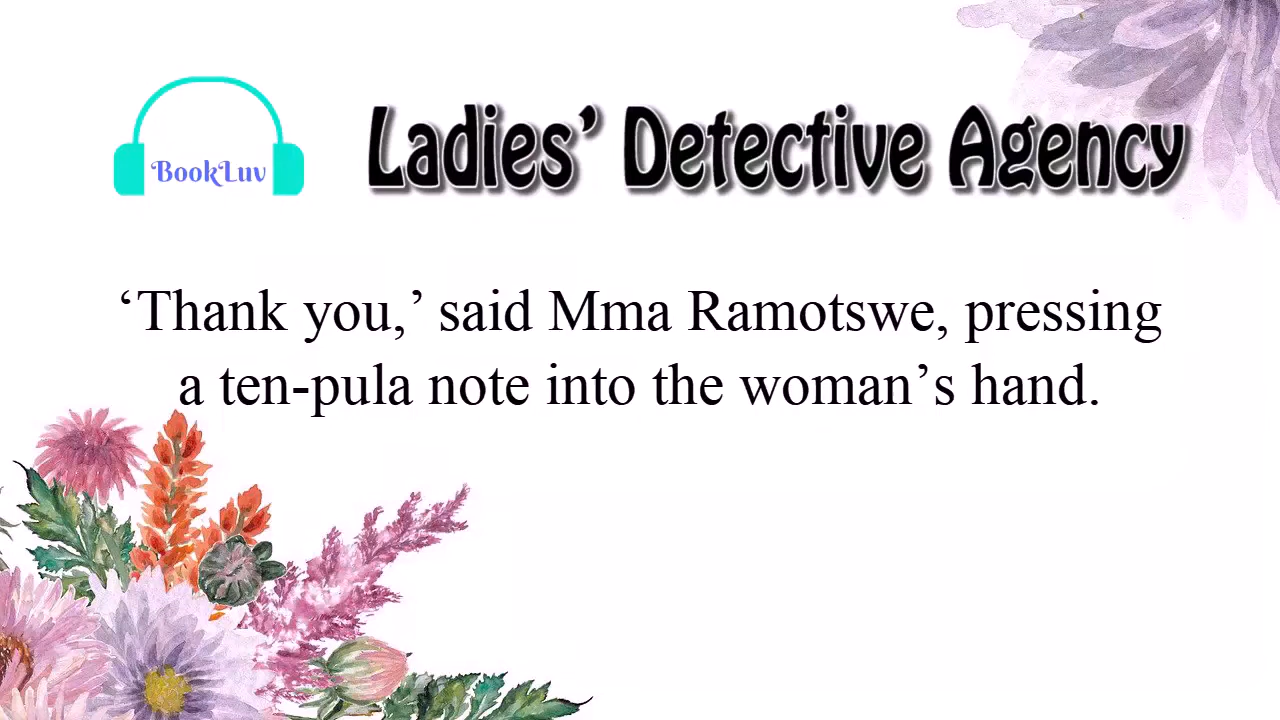 BookLuv
Ladies’ Detective Agency
‘Thank you,’ said Mma Ramotswe, pressing
a ten-pula note into the woman’s hand.